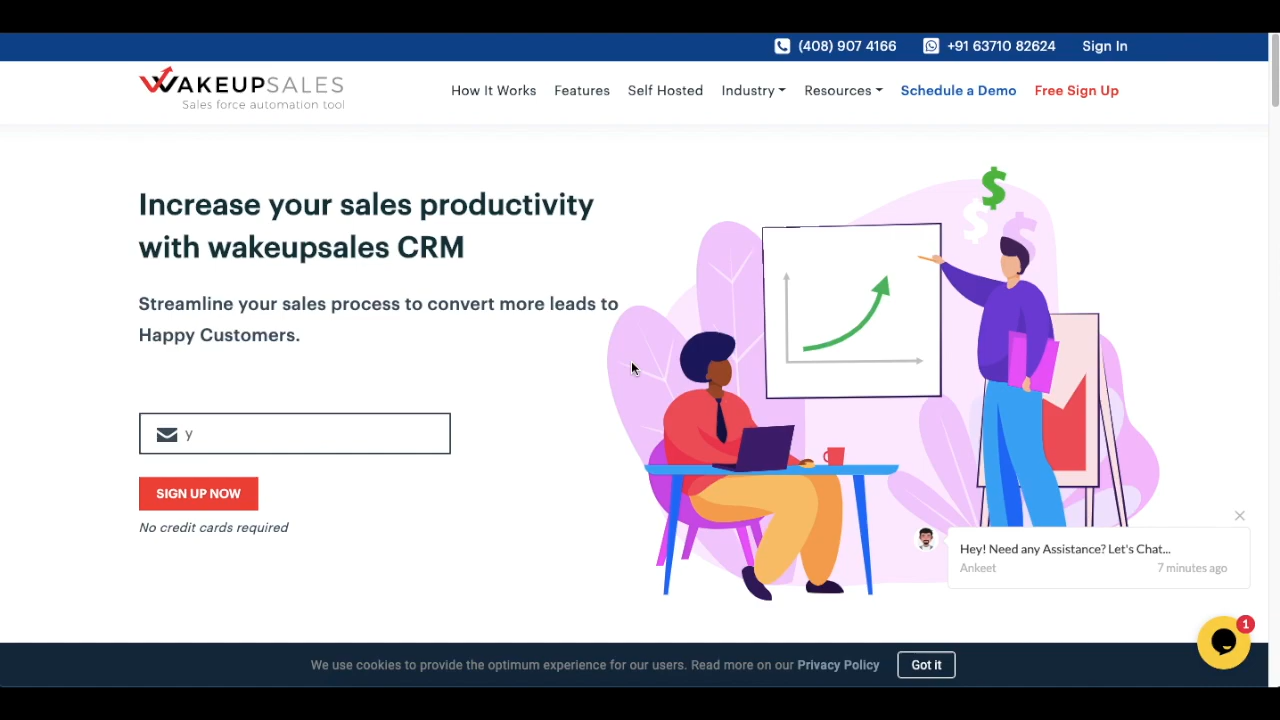 (408) 907 4166 +91 63710 82624 Sign In
WAKEUPSALES
Sales force automation tool
How It Works Features Self Hosted Industry Resources Schedule a Demo Free Sign Up
Increase your sales productivity
with wakeupsales CRM
Streamline your sales process to convert more leads to
Happy Customers.
y
SIGN UP NOW
No credit cards required
Hey! Need any Assistance? Let's Chat...
Ankeet 7 minutes ago
1
We use cookies to provide the optimum experience for our users. Read more on our Privacy Policy Got it